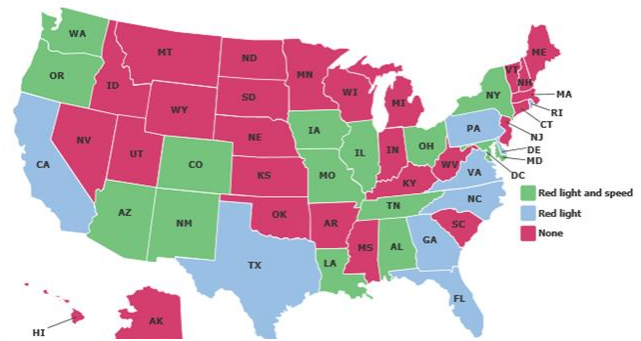 WA
MT
ND
MN
ME
VT
NH
OR
ID
SD
WI
MI
NY
MA
RI
CT
WY
IA
PA
NJ
NE
DE
NV
UT
CO
IL
IN
OH
MD
CA
KS
MO
KY
WV
VA
DC
Red light and speed
AZ
NM
OK
AR
TN
NC
Red light
SC
None
TX
LA
MS
AL
GA
FL
HI
AK